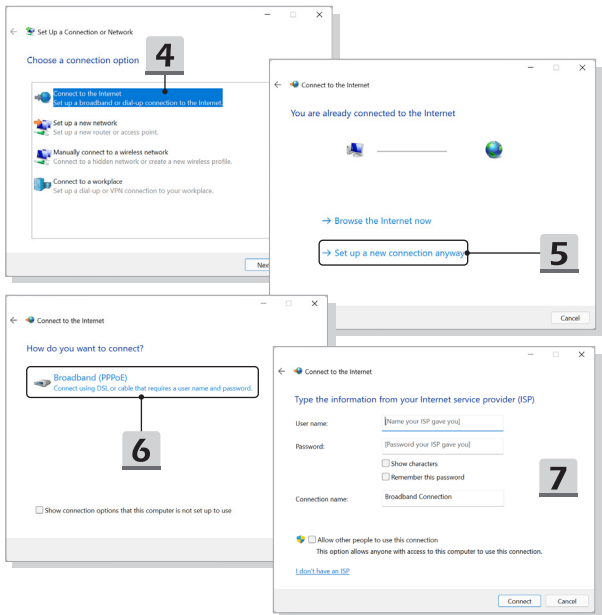 Set Up a Connection or Network
Choose a connection option
4
Connect to the Internet
Set up a broadband or dial-up connection to the Internet.
Set up a new network
Set up a new router or access point.
Manually connect to a wireless network
Connect to a hidden network or create a new wireless profile.
Connect to a workplace
Set up a dial-up or VPN connection to your workplace.
Connect to the Internet
You are already connected to the Internet
→ Browse the Internet now
→ Set up a new connection anyway
5
Cancel
Connect to the Internet
How do you want to connect?
Broadband (PPPoE)
Connect using DSL or cable that requires a user name and password.
6
Show connection options that this computer is not set up to use
Connect to the Internet
Type the information from your Internet service provider (ISP)
User name:
[Name your ISP gave you]
Password:
[Password your ISP gave you]
Show characters
Remember this password
7
Connection name:
Broadband Connection
Allow other people to use this connection
This option allows anyone with access to this computer to use this connection.
I don't have an ISP
Connect
Cancel